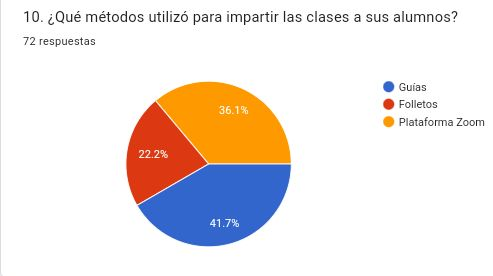 10. ¿Qué métodos utilizó para impartir las clases a sus alumnos?
72 respuestas
36.1%
22.2%
41.7%
Guías
Folletos
Plataforma Zoom